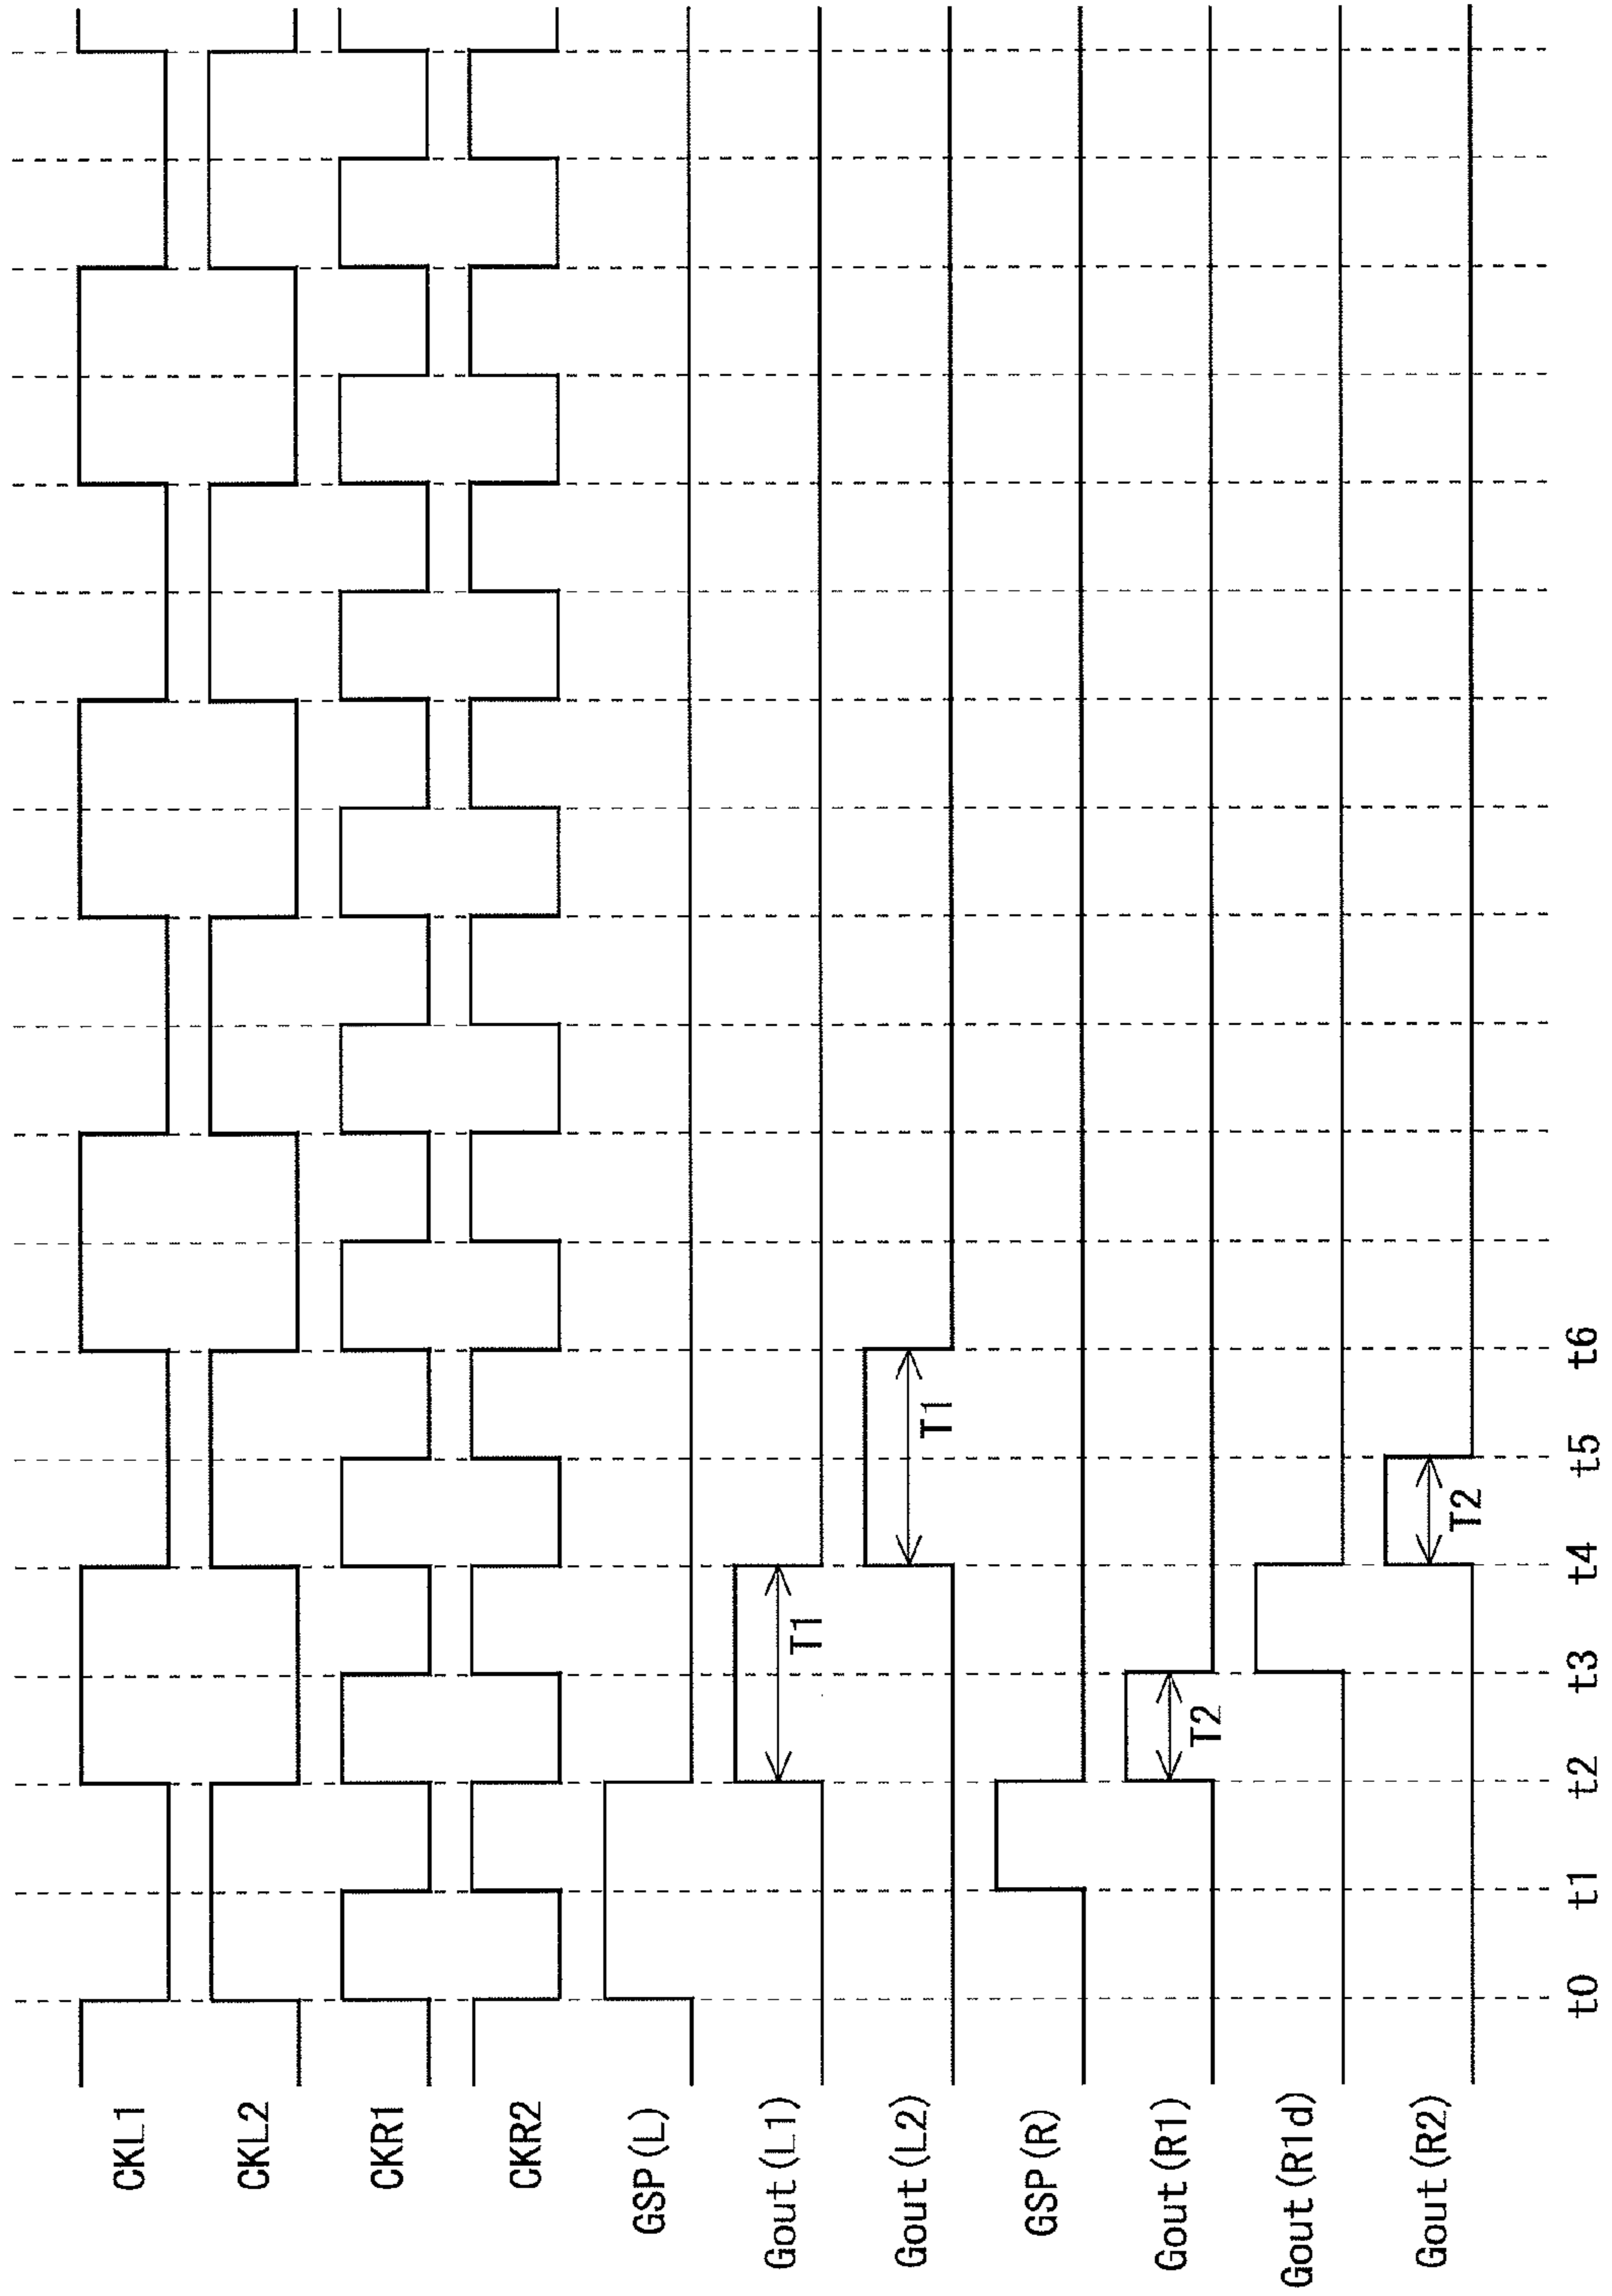 CKL1
CKL2
CKR1
CKR2
GSP(L)
Gout(L1)
T1
Gout(L2)
T1
GSP(R)
Gout(R1)
T2
Gout(R1d)
Gout(R2)
T2
t0 t1 t2 t3 t4 t5 t6